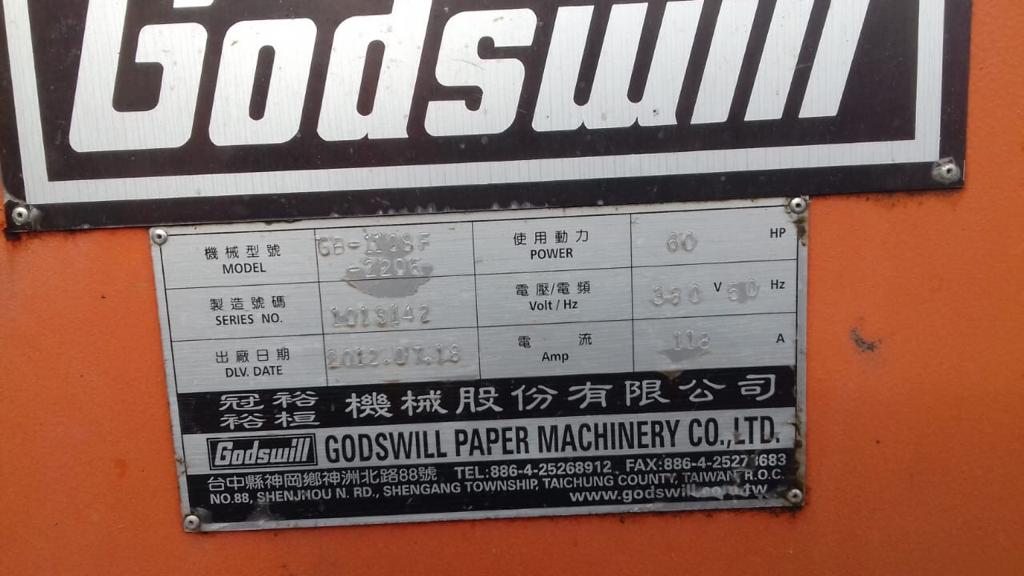 Godswill
機械型號
MODEL
使用動力
POWER
60 HP
製造號碼
SERIES NO.
1013142
電壓/電頻
Volt / Hz
V Hz
出廠日期
DLV. DATE
2012.07.18
電流
Amp
A
冠裕
裕桓
機械股份有限公司
Godswill GODSWILL PAPER MACHINERY CO.,LTD.
台中縣神岡鄉神洲北路88號 TEL:886-4-25268912 FAX:886-4-2527
NO.88, SHENJHOU N. RD., SHENGANG TOWNSHIP, TAICHUNG COUNTY, TAIWAN R.O.C.
www.godswill.com.tw